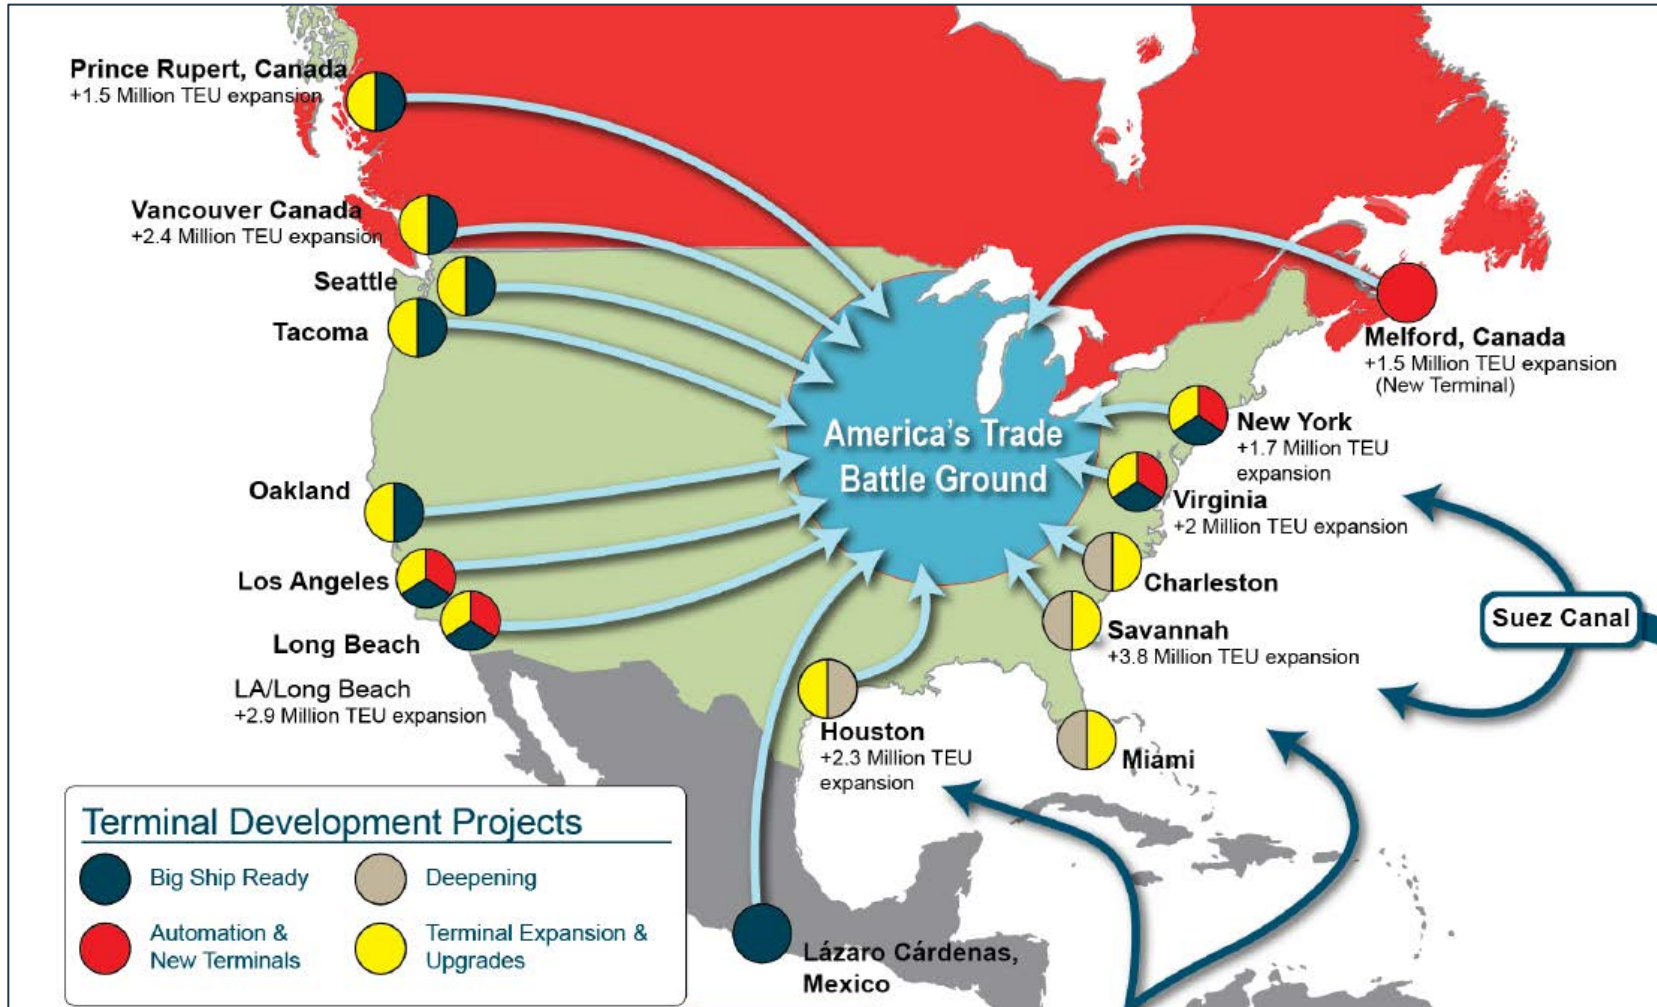 Prince Rupert, Canada
+1.5 Million TEU expansion
Vancouver Canada
+2.4 Million TEU expansion
Seattle
Tacoma
Oakland
Los Angeles
Long Beach
LA/Long Beach
+2.9 Million TEU expansion
America's Trade
Battle Ground
Melford, Canada
+1.5 Million TEU expansion
(New Terminal)
New York
+1.7 Million TEU
expansion
Virginia
+2 Million TEU expansion
Charleston
Savannah
+3.8 Million TEU expansion
Suez Canal
Houston
+2.3 Million TEU
expansion
Miami
Lázaro Cárdenas,
Mexico
Terminal Development Projects
Big Ship Ready
Deepening
Automation &
New Terminals
Terminal Expansion &
Upgrades